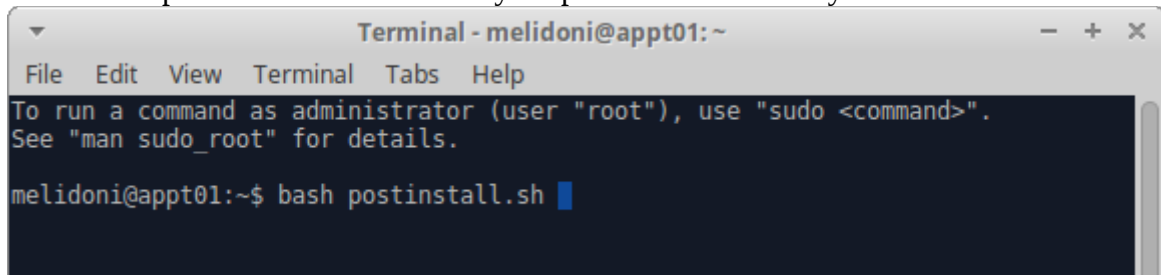 Terminal - melidoni@appt01: ~
File Edit View Terminal Tabs Help
To run a command as administrator (user "root"), use "sudo <command>".
See "man sudo_root" for details.
melidoni@appt01:~$ bash postinstall.sh